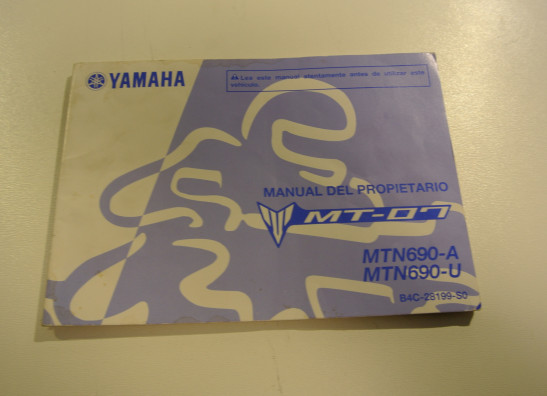 YAMAHA
Lea este manual atentamente antes de utilizar este
vehículo.
MANUAL DEL PROPIETARIO
MT-07
MTN690-A
MTN690-U
B4C-28199-S0